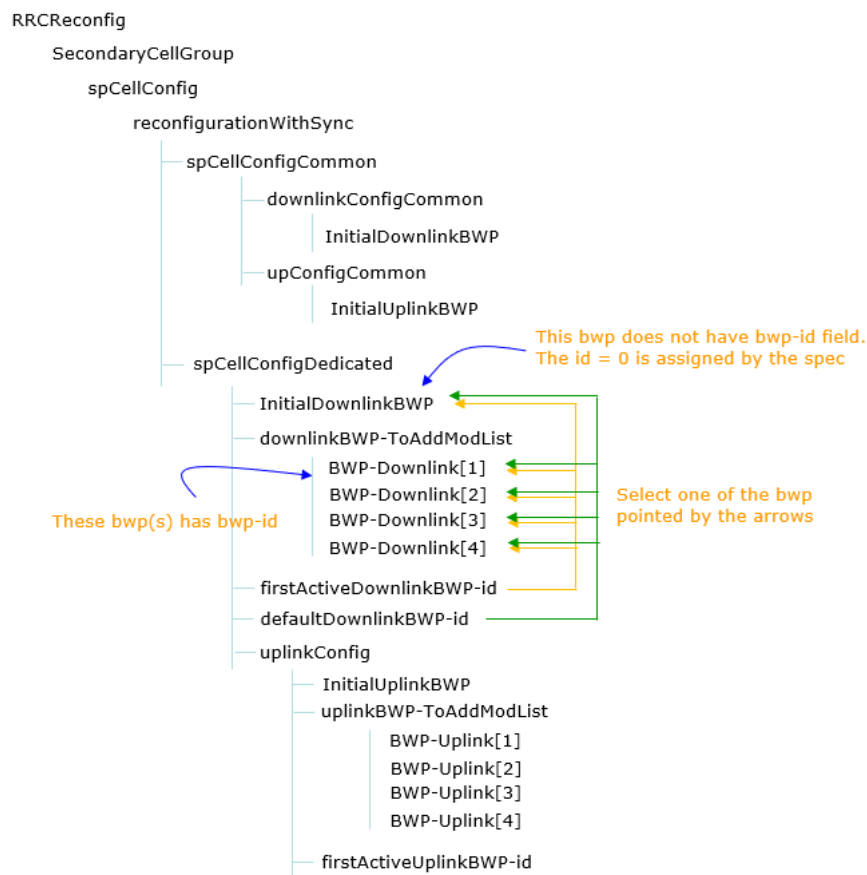 RRCReconfig
SecondaryCellGroup
spCellConfig
reconfigurationWithSync
spCellConfigCommon
downlinkConfigCommon
InitialDownlinkBWP
upConfigCommon
InitialUplinkBWP
This bwp does not have bwp-id field.
The id = 0 is assigned by the spec
spCellConfigDedicated
InitialDownlinkBWP
downlinkBWP-ToAddModList
BWP-Downlink[1]
BWP-Downlink[2]
BWP-Downlink[3]
BWP-Downlink[4]
These bwp(s) has bwp-id
Select one of the bwp
pointed by the arrows
firstActiveDownlinkBWP-id
defaultDownlinkBWP-id
uplinkConfig
InitialUplinkBWP
uplinkBWP-ToAddModList
BWP-Uplink[1]
BWP-Uplink[2]
BWP-Uplink[3]
BWP-Uplink[4]
firstActiveUplinkBWP-id